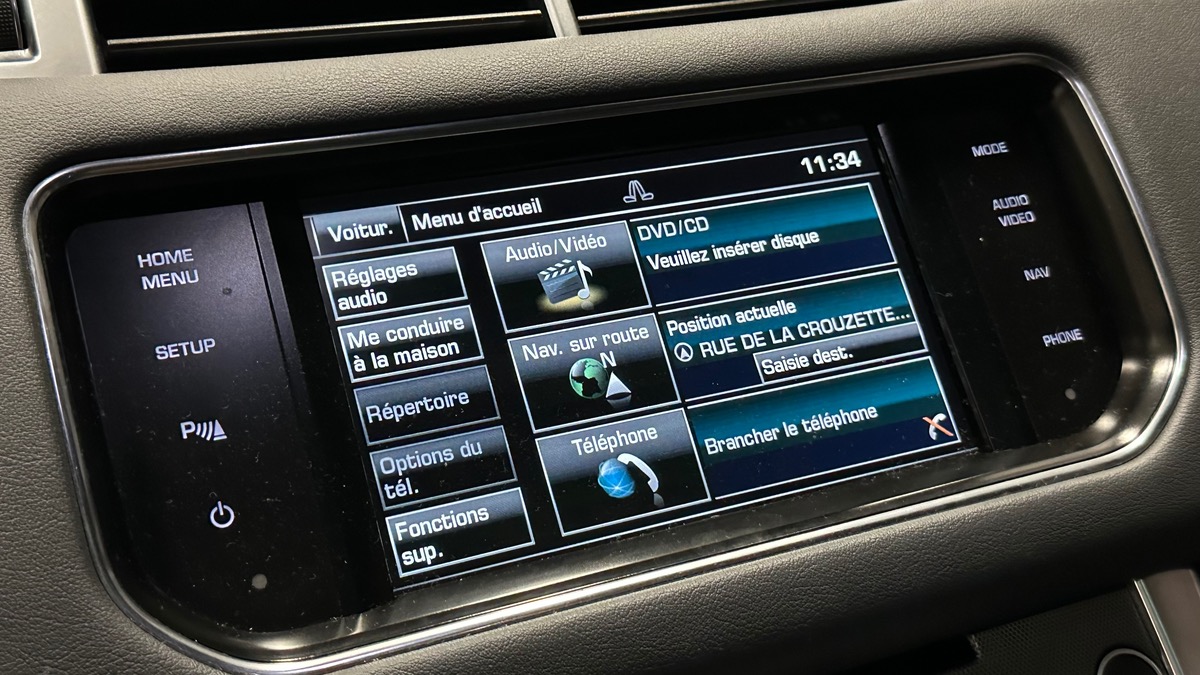 HOME
MENU
SETUP
P
Voitur.
Menu d'accueil
11:34
Réglages
audio
Me conduire
à la maison
Répertoire
Options du
tél.
Fonctions
sup.
Audio/Vidéo
Nav. sur route
N
Téléphone
DVD/CD
Veuillez insérer disque
Position actuelle
RUE DE LA CROUZETTE...
Saisie dest.
Brancher le téléphone
MODE
AUDIO
VIDEO
NAV
PHONE